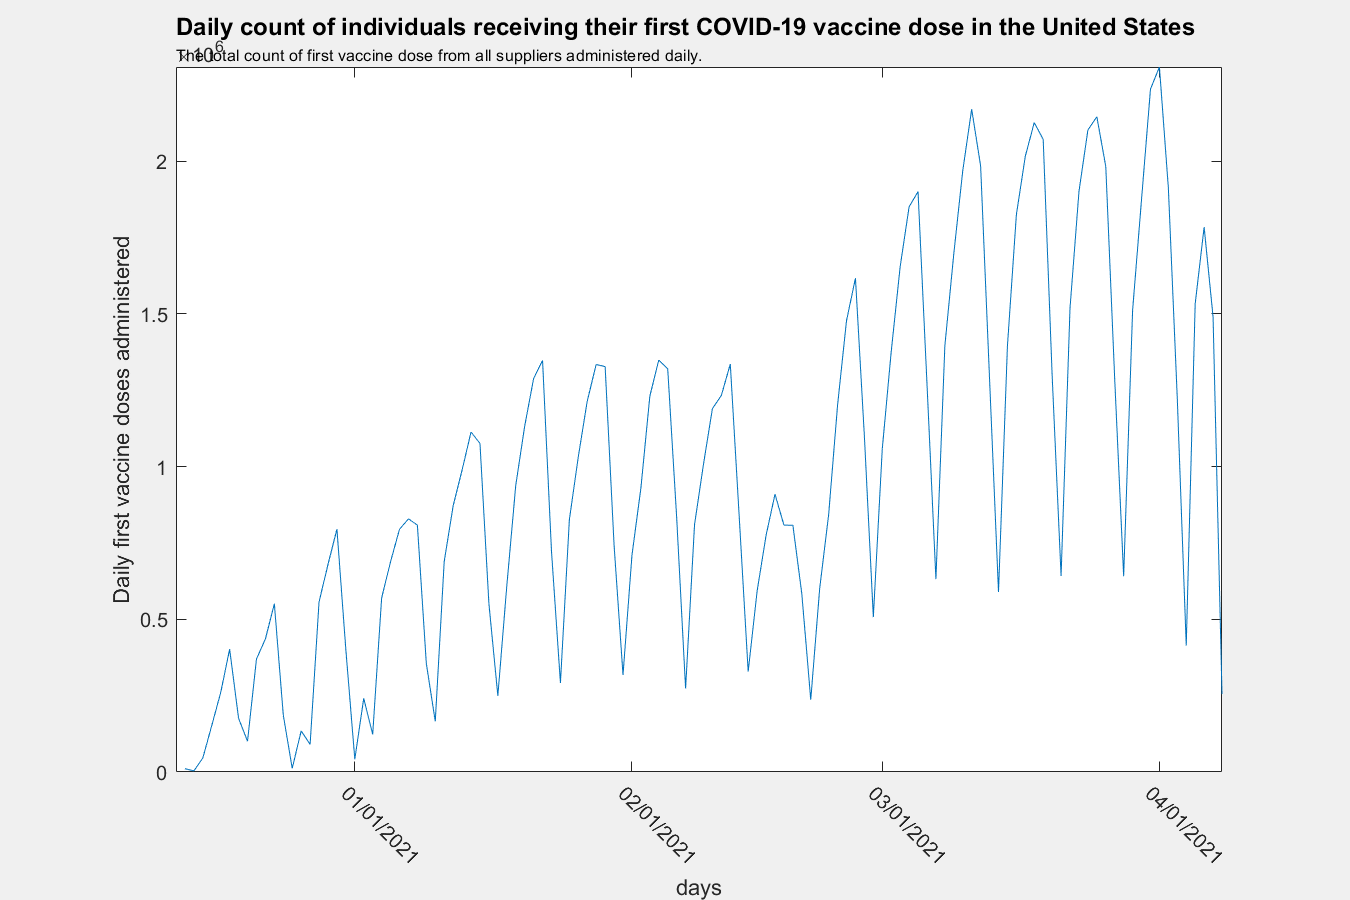 Daily count of individuals receiving their first COVID-19 vaccine dose in the United States
The total count of first vaccine dose from all suppliers administered daily.
×10^6
2
1.5
1
0.5
0
Daily first vaccine doses administered
01/01/2021
02/01/2021
03/01/2021
04/01/2021
days